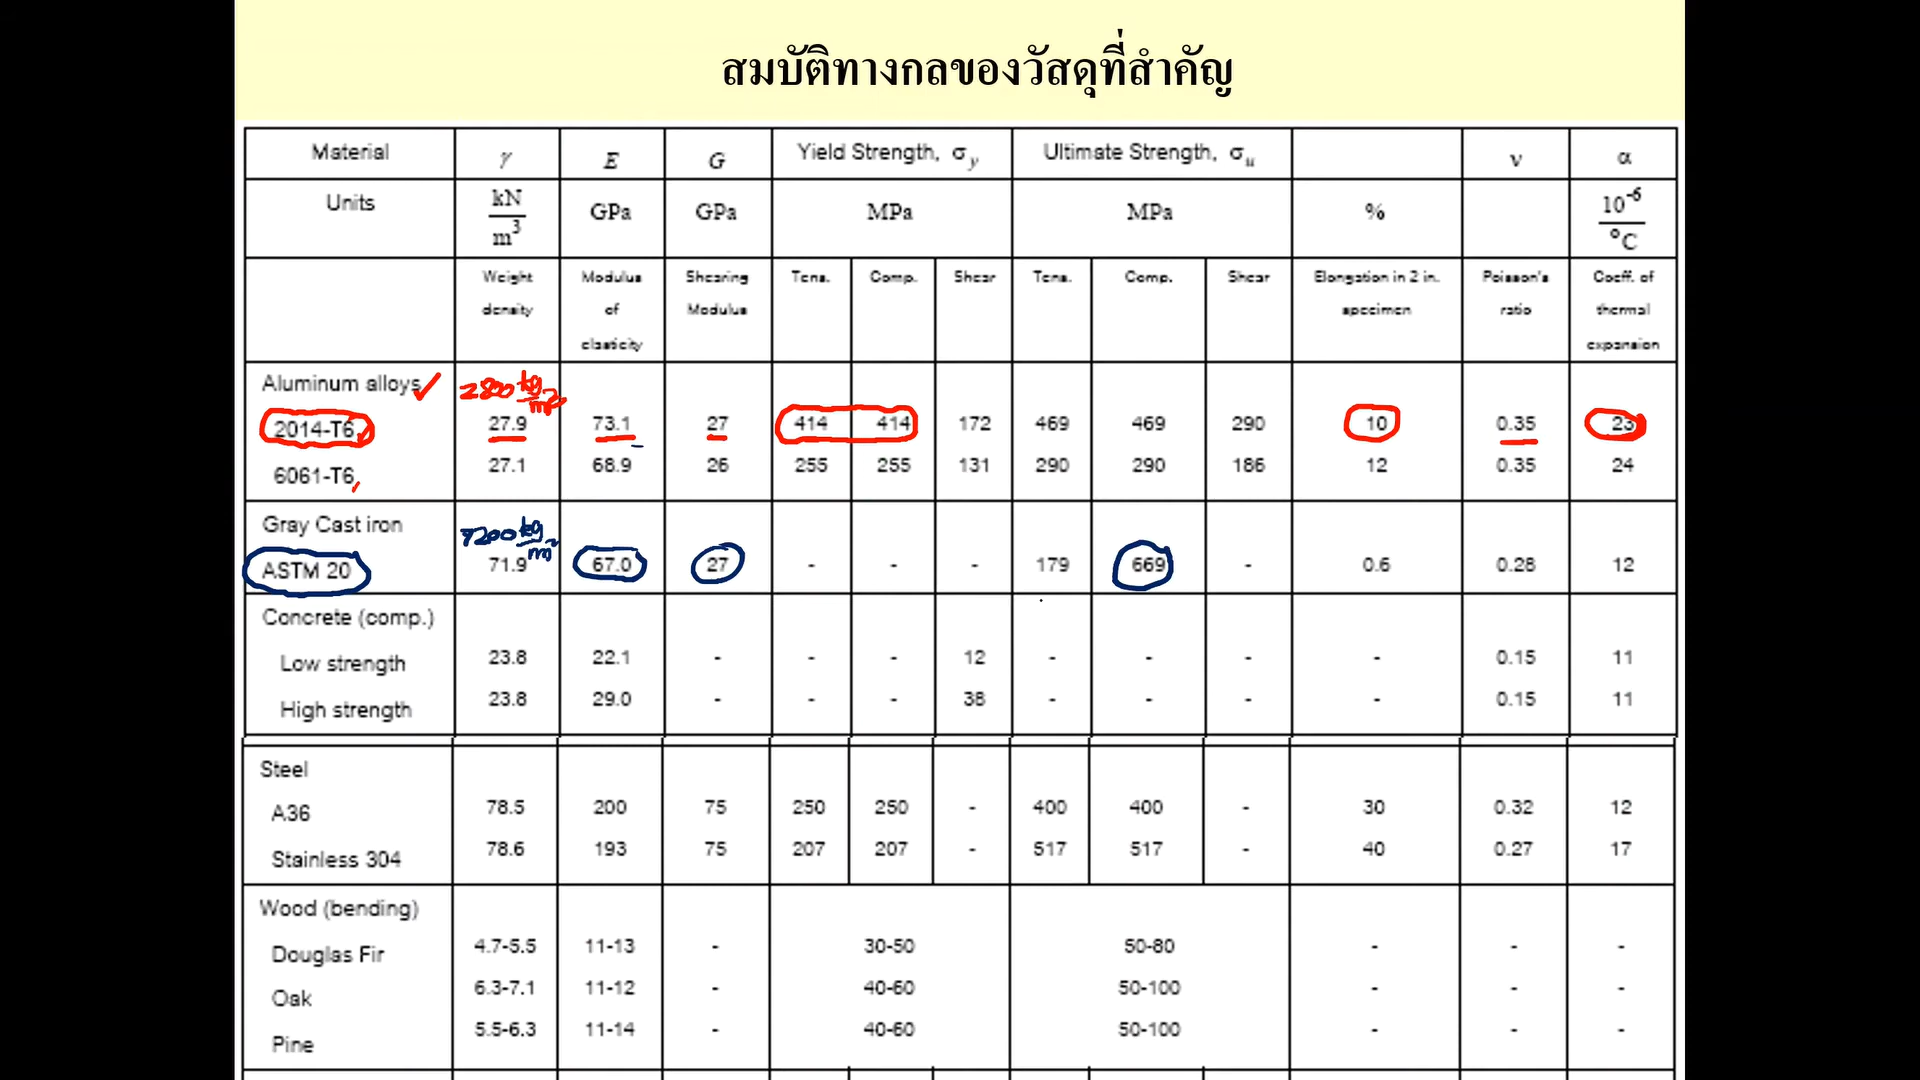 สมบัติทางกลของวัสดุที่สำคัญ
Material γ E G Yield Strength, σy Ultimate Strength, σu ν α
Units kN/m³ GPa GPa MPa MPa % 10⁻⁶/°C
Weight density Modulus of elasticity Shearing Modulus Tens. Comp. Shear Tens. Comp. Shear Elongation in 2 in. specimen Poisson's ratio Coeff. of thermal expansion
Aluminum alloys 2800 kg/m³
2014-T6 27.9 73.1 27 414 414 172 469 469 290 10 0.35 23
6061-T6 27.1 68.9 26 255 255 131 290 290 186 12 0.35 24
Gray Cast iron 7200 kg/m³
ASTM 20 71.9 67.0 27 - - - 179 669 - 0.6 0.28 12
Concrete (comp.)
Low strength 23.8 22.1 - - - 12 - - - - 0.15 11
High strength 23.8 29.0 - - - 38 - - - - 0.15 11
Steel
A36 78.5 200 75 250 250 - 400 400 - 30 0.32 12
Stainless 304 78.6 193 75 207 207 - 517 517 - 40 0.27 17
Wood (bending)
Douglas Fir 4.7-5.5 11-13 - 30-50 50-80 - - -
Oak 6.3-7.1 11-12 - 40-60 50-100 - - -
Pine 5.5-6.3 11-14 - 40-60 50-100 - - -